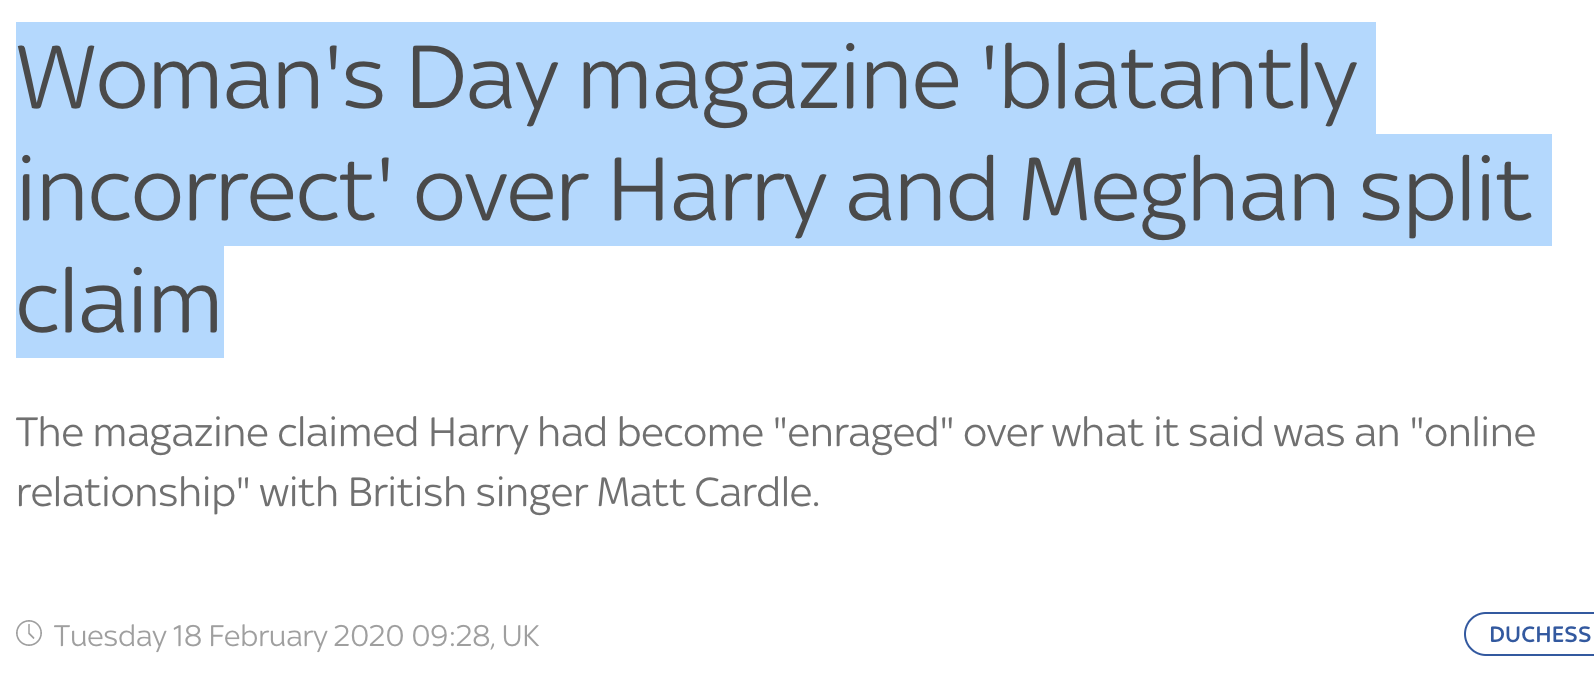 Woman's Day magazine 'blatantly
incorrect' over Harry and Meghan split
claim
The magazine claimed Harry had become "enraged" over what it said was an "online
relationship" with British singer Matt Cardle.
Tuesday 18 February 2020 09:28, UK
DUCHESS